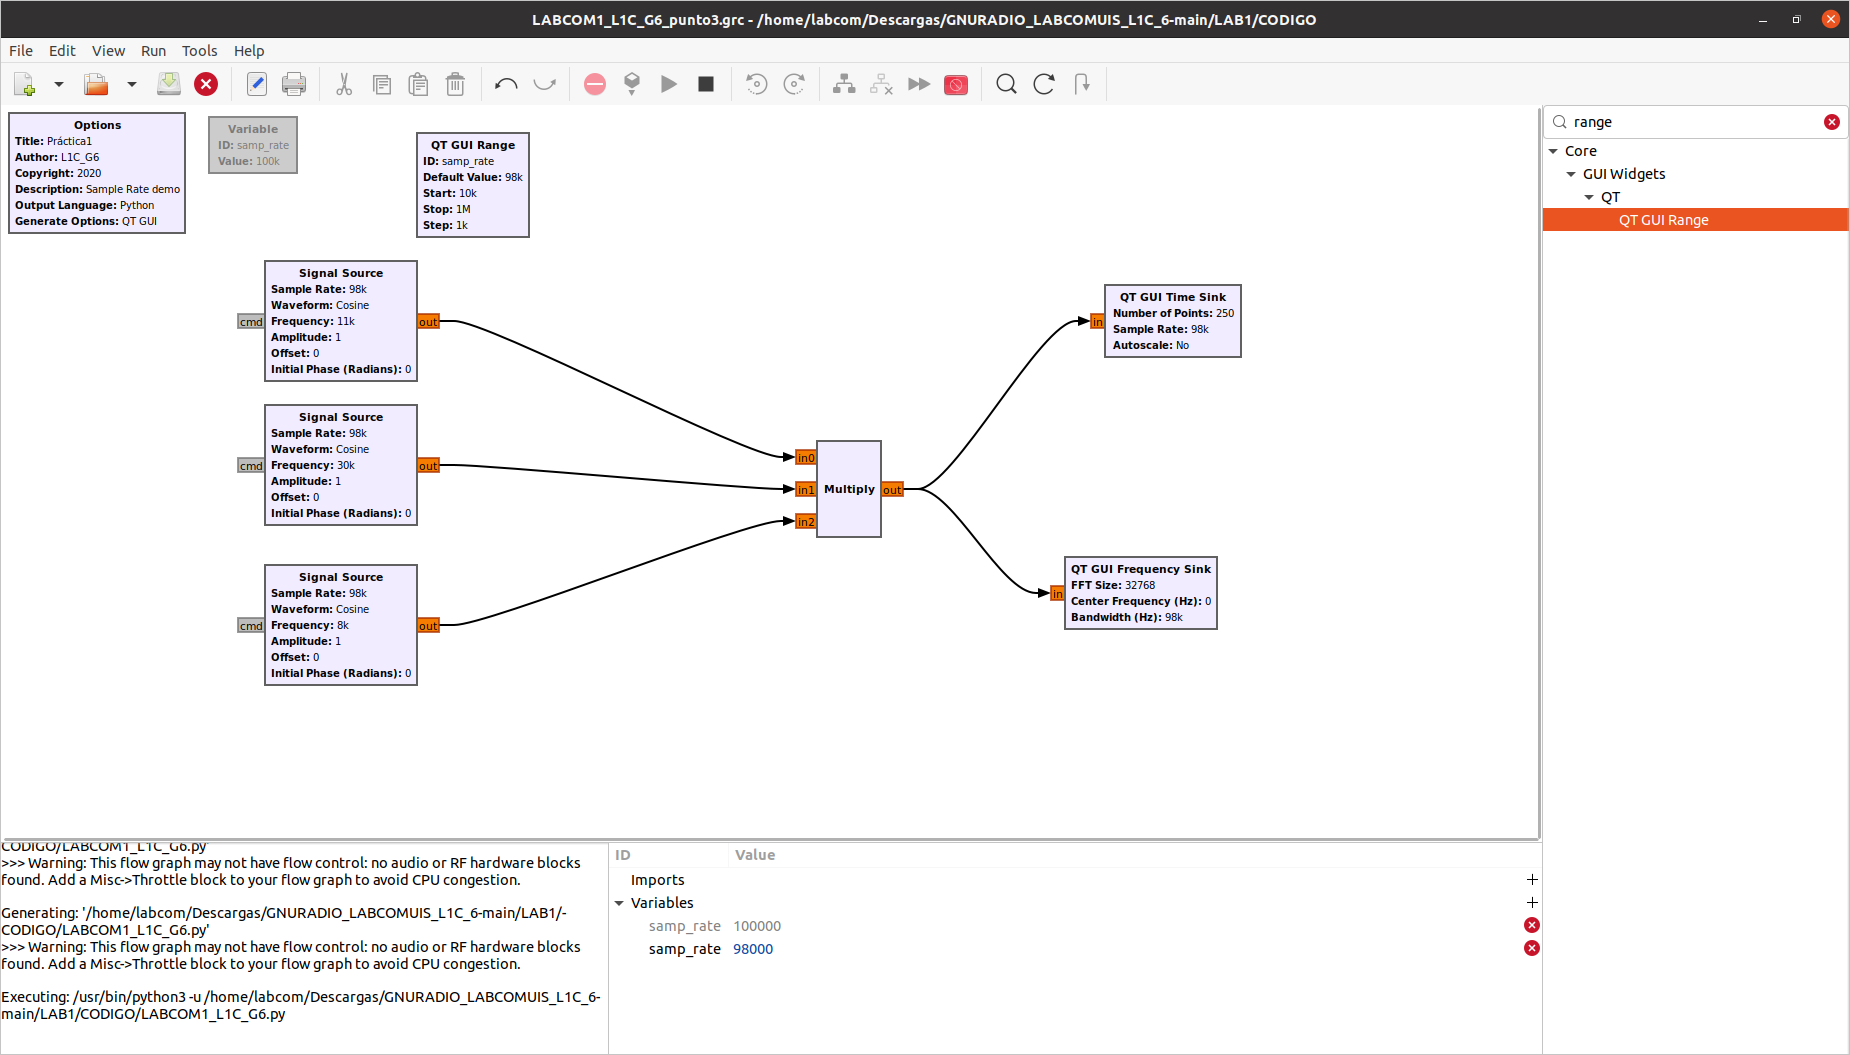 LABCOM1_L1C_G6_punto3.grc - /home/labcom/Descargas/GNURADIO_LABCOMUIS_L1C_6-main/LAB1/CODIGO
File Edit View Run Tools Help
Options
Title: Práctica1
Author: L1C_G6
Copyright: 2020
Description: Sample Rate demo
Output Language: Python
Generate Options: QT GUI
Variable
ID: samp_rate
Value: 100k
QT GUI Range
ID: samp_rate
Default Value: 98k
Start: 10k
Stop: 1M
Step: 1k
Signal Source
Sample Rate: 98k
Waveform: Cosine
Frequency: 11k
Amplitude: 1
Offset: 0
Initial Phase (Radians): 0
cmd
out
Signal Source
Sample Rate: 98k
Waveform: Cosine
Frequency: 30k
Amplitude: 1
Offset: 0
Initial Phase (Radians): 0
cmd
out
Signal Source
Sample Rate: 98k
Waveform: Cosine
Frequency: 8k
Amplitude: 1
Offset: 0
Initial Phase (Radians): 0
cmd
out
in0
in1
in2
Multiply
out
in
QT GUI Time Sink
Number of Points: 250
Sample Rate: 98k
Autoscale: No
in
QT GUI Frequency Sink
FFT Size: 32768
Center Frequency (Hz): 0
Bandwidth (Hz): 98k
range
Core
GUI Widgets
QT
QT GUI Range
CODIGO/LABCOM1_L1C_G6.py'
>>> Warning: This flow graph may not have flow control: no audio or RF hardware blocks
found. Add a Misc->Throttle block to your flow graph to avoid CPU congestion.
Generating: '/home/labcom/Descargas/GNURADIO_LABCOMUIS_L1C_6-main/LAB1/-
CODIGO/LABCOM1_L1C_G6.py'
>>> Warning: This flow graph may not have flow control: no audio or RF hardware blocks
found. Add a Misc->Throttle block to your flow graph to avoid CPU congestion.
Executing: /usr/bin/python3 -u /home/labcom/Descargas/GNURADIO_LABCOMUIS_L1C_6-
main/LAB1/CODIGO/LABCOM1_L1C_G6.py
ID Value
Imports
Variables
samp_rate 100000
samp_rate 98000